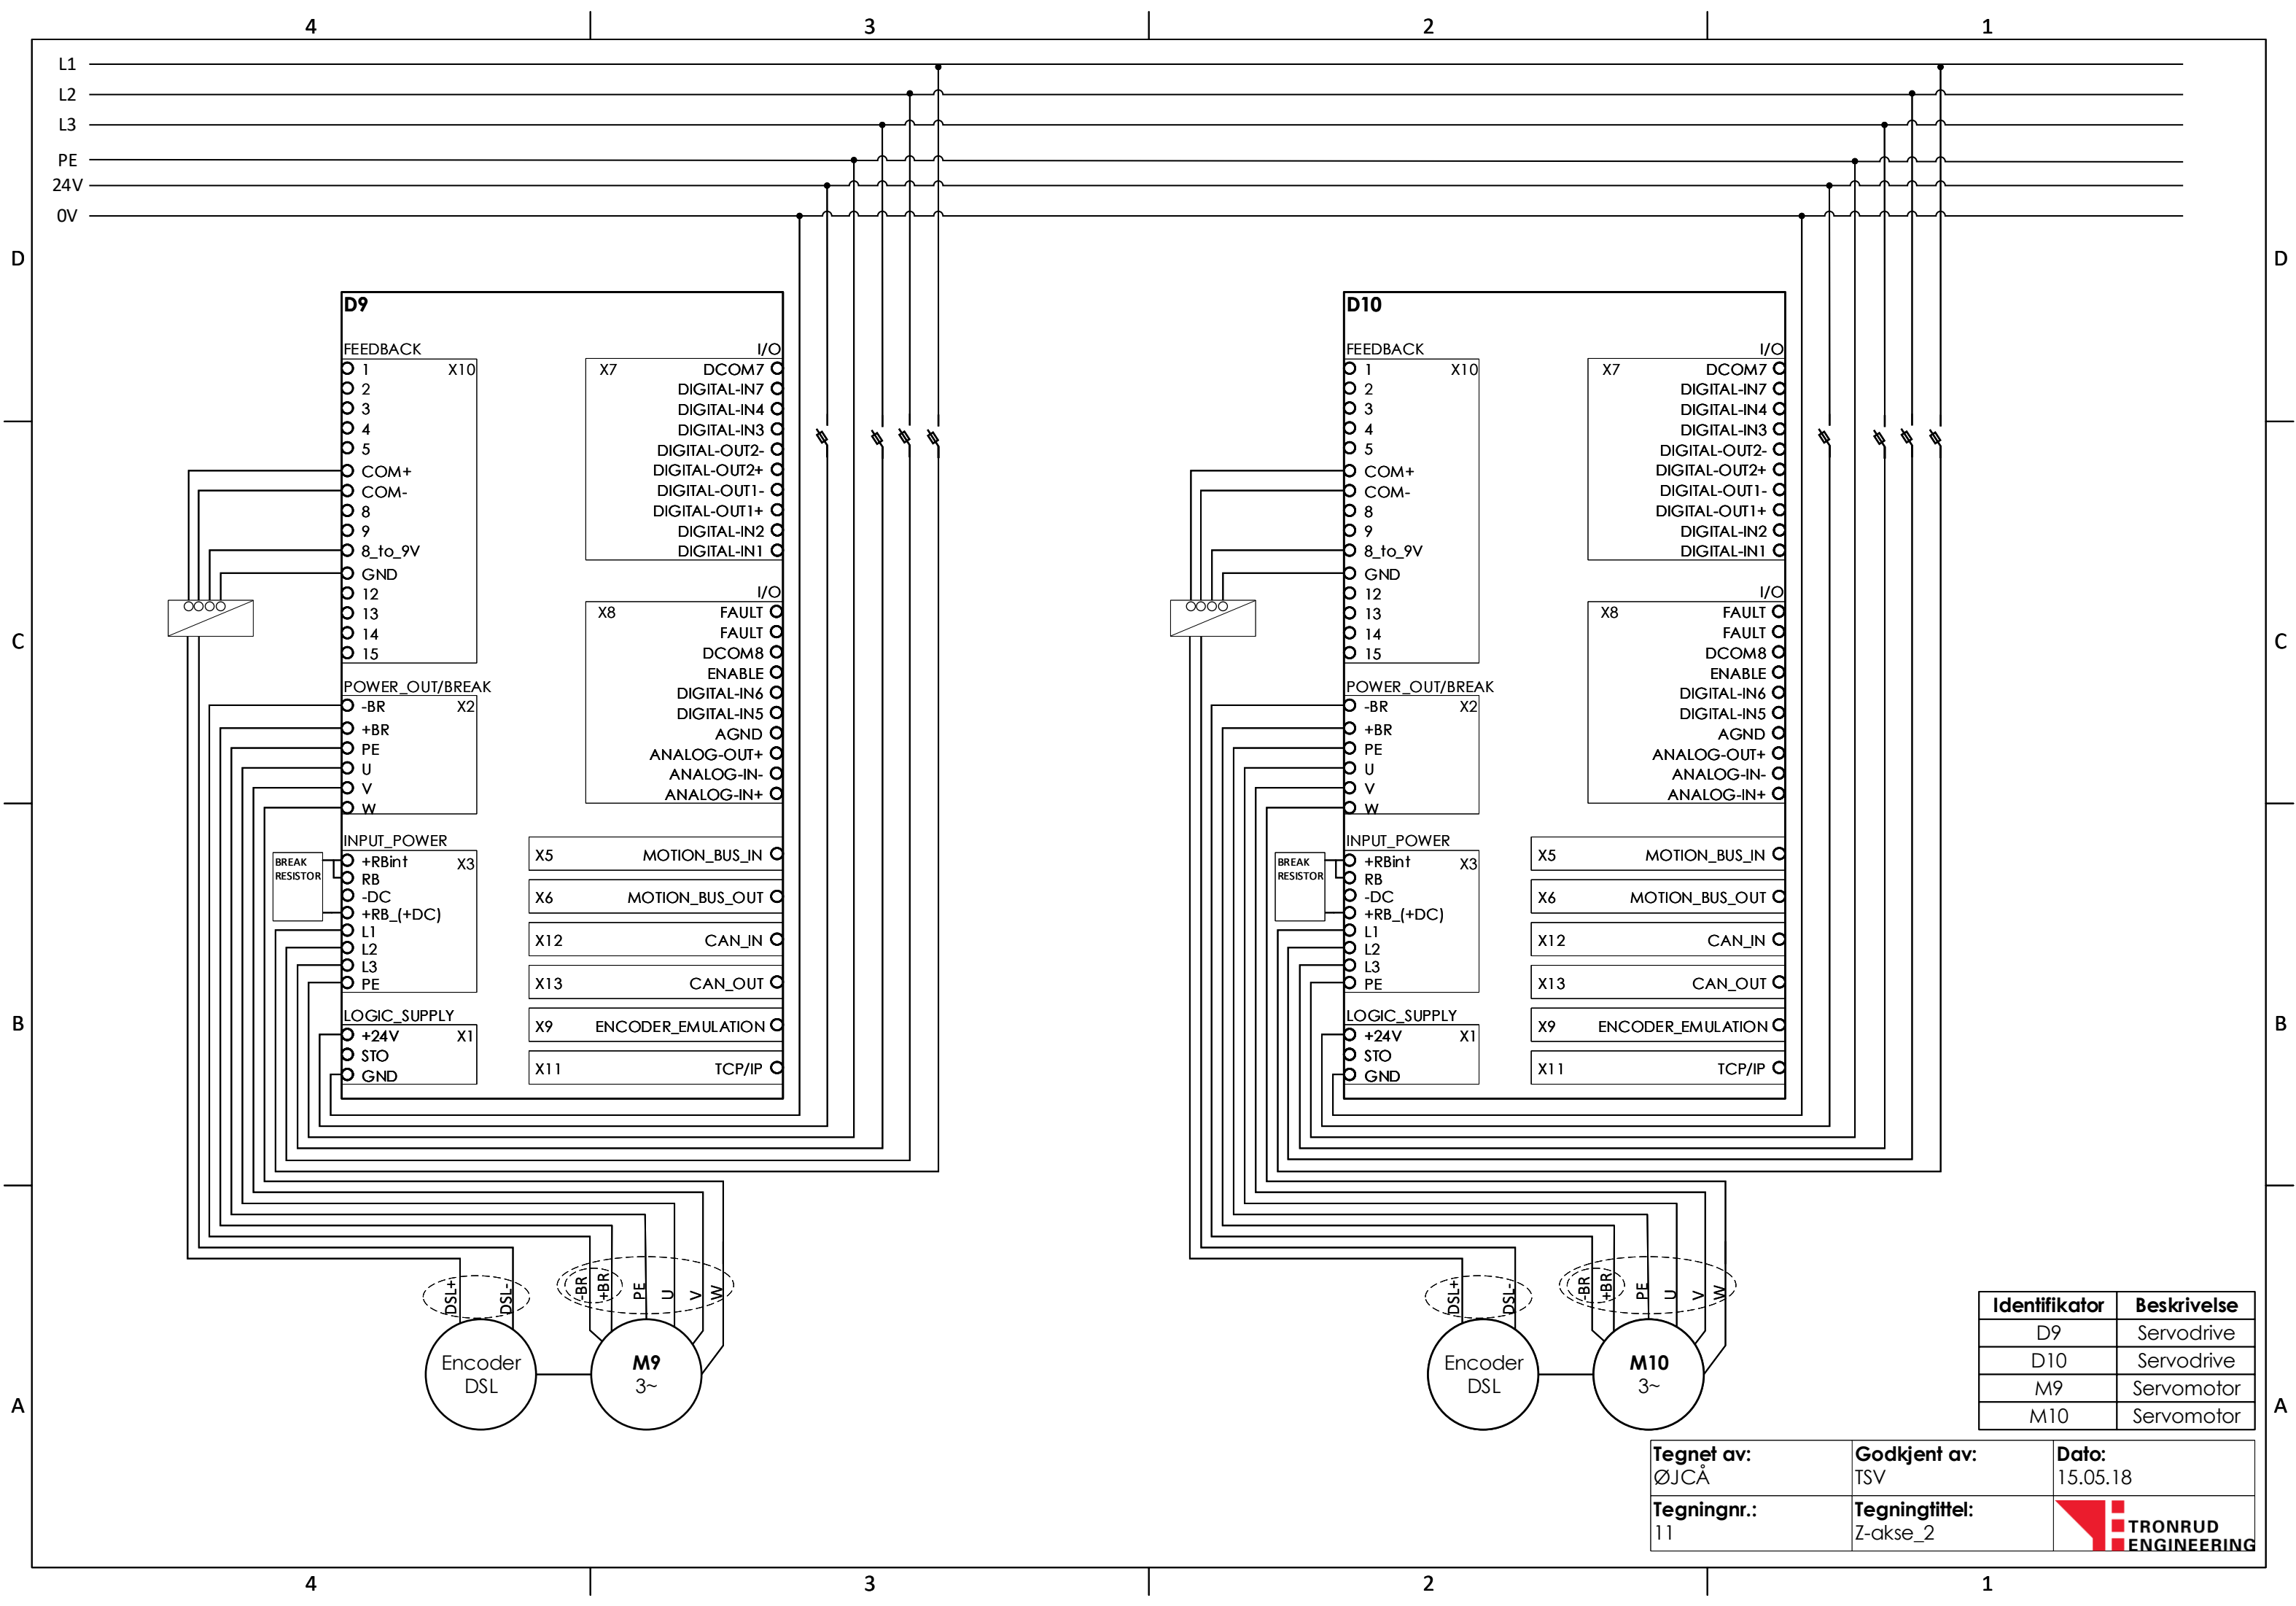 4 3 2 1
L1
L2
L3
PE
24V
0V
D D
D9
FEEDBACK
X10
1
2
3
4
5
COM+
COM-
8
9
8_to_9V
GND
12
13
14
15
POWER_OUT/BREAK
X2
-BR
+BR
PE
U
V
W
INPUT_POWER
X3
BREAK
RESISTOR
+RBint
RB
-DC
+RB_(+DC)
L1
L2
L3
PE
LOGIC_SUPPLY
X1
+24V
STO
GND
I/O
X7
DCOM7
DIGITAL-IN7
DIGITAL-IN4
DIGITAL-IN3
DIGITAL-OUT2-
DIGITAL-OUT2+
DIGITAL-OUT1-
DIGITAL-OUT1+
DIGITAL-IN2
DIGITAL-IN1
I/O
X8
FAULT
FAULT
DCOM8
ENABLE
DIGITAL-IN6
DIGITAL-IN5
AGND
ANALOG-OUT+
ANALOG-IN-
ANALOG-IN+
X5 MOTION_BUS_IN
X6 MOTION_BUS_OUT
X12 CAN_IN
X13 CAN_OUT
X9 ENCODER_EMULATION
X11 TCP/IP
D10
FEEDBACK
X10
1
2
3
4
5
COM+
COM-
8
9
8_to_9V
GND
12
13
14
15
POWER_OUT/BREAK
X2
-BR
+BR
PE
U
V
W
INPUT_POWER
X3
BREAK
RESISTOR
+RBint
RB
-DC
+RB_(+DC)
L1
L2
L3
PE
LOGIC_SUPPLY
X1
+24V
STO
GND
I/O
X7
DCOM7
DIGITAL-IN7
DIGITAL-IN4
DIGITAL-IN3
DIGITAL-OUT2-
DIGITAL-OUT2+
DIGITAL-OUT1-
DIGITAL-OUT1+
DIGITAL-IN2
DIGITAL-IN1
I/O
X8
FAULT
FAULT
DCOM8
ENABLE
DIGITAL-IN6
DIGITAL-IN5
AGND
ANALOG-OUT+
ANALOG-IN-
ANALOG-IN+
X5 MOTION_BUS_IN
X6 MOTION_BUS_OUT
X12 CAN_IN
X13 CAN_OUT
X9 ENCODER_EMULATION
X11 TCP/IP
C C
B B
DSL+ DSL- -BR +BR PE U V W
Encoder
DSL
M9
3~
DSL+ DSL- -BR +BR PE U V W
Encoder
DSL
M10
3~
A A
Identifikator Beskrivelse
D9 Servodrive
D10 Servodrive
M9 Servomotor
M10 Servomotor
Tegnet av: Godkjent av: Dato:
ØJCÅ TSV 15.05.18
Tegningnr.: Tegningtittel:
11 Z-akse_2
TRONRUD
ENGINEERING
4 3 2 1